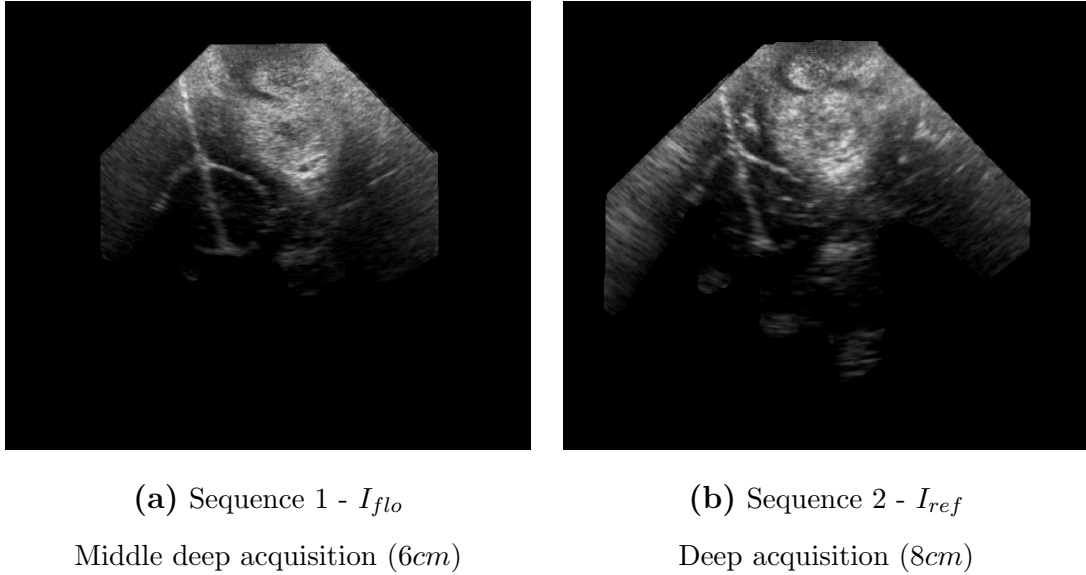 (a) Sequence 1 - I_flo
(b) Sequence 2 - I_ref
Middle deep acquisition (6cm)
Deep acquisition (8cm)